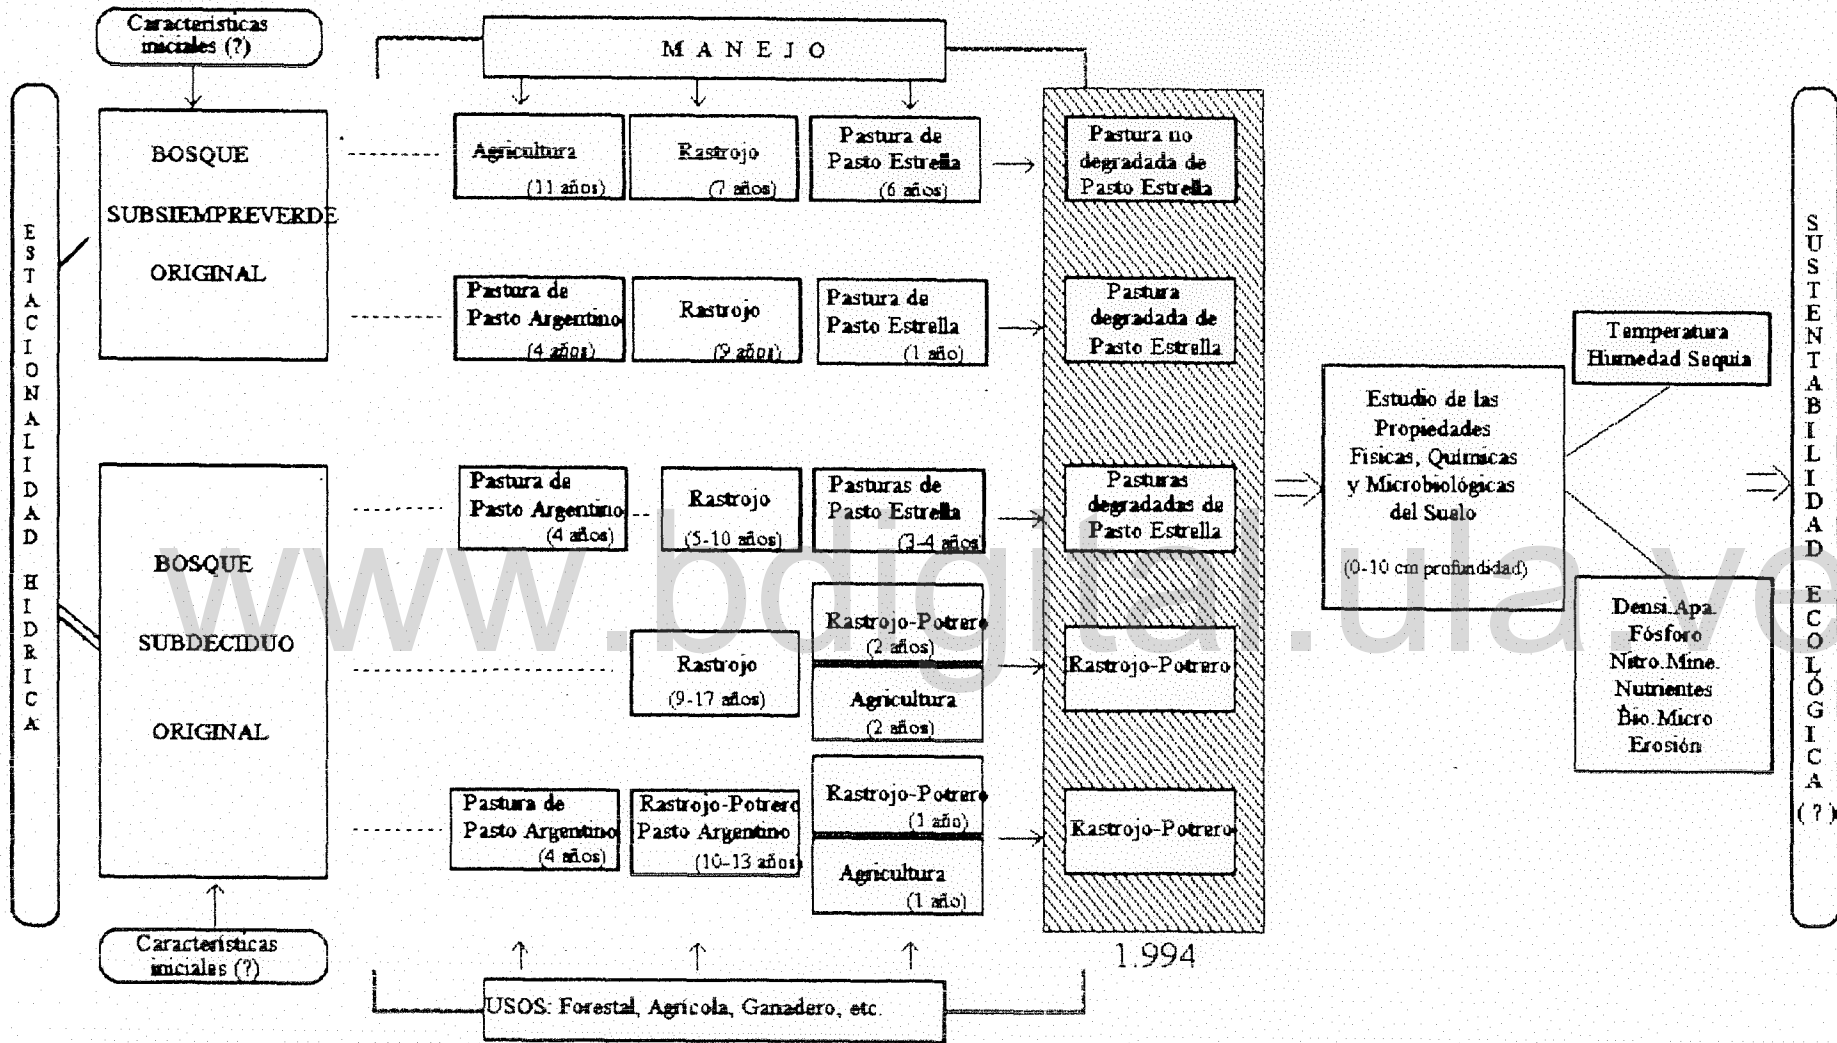 Características
iniciales (?)
M A N E J O
ESTACIONALIDAD HIDRICA
BOSQUE
SUBSIEMPREVERDE
ORIGINAL
Agricultura
(11 años)
Rastrojo
(7 años)
Pastura de
Pasto Estrella
(6 años)
Pastura no
degradada de
Pasto Estrella
Pastura de
Pasto Argentino
(4 años)
Rastrojo
(9 años)
Pastura de
Pasto Estrella
(1 año)
Pastura
degradada de
Pasto Estrella
BOSQUE
SUBDECIDUO
ORIGINAL
Pastura de
Pasto Argentino
(4 años)
Rastrojo
(5-10 años)
Pasturas de
Pasto Estrella
(3-4 años)
Pasturas
degradadas de
Pasto Estrella
Rastrojo
(9-17 años)
Rastrojo-Potrero
(2 años)
Agricultura
(2 años)
Rastrojo-Potrero
Pastura de
Pasto Argentino
(4 años)
Rastrojo-Potrero
Pasto Argentino
(10-13 años)
Rastrojo-Potrero
(1 año)
Agricultura
(1 año)
Rastrojo-Potrero
1.994
Características
iniciales (?)
USOS: Forestal, Agrícola, Ganadero, etc.
Estudio de las
Propiedades
Físicas, Químicas
y Microbiológicas
del Suelo
(0-10 cm profundidad)
Temperatura
Humedad Sequia
Densi.Apa.
Fósforo
Nitro.Mine.
Nutrientes
Bio.Micro
Erosión
SUSTENTABILIDAD ECOLÓGICA (?)
www.bdigital.ula.ve